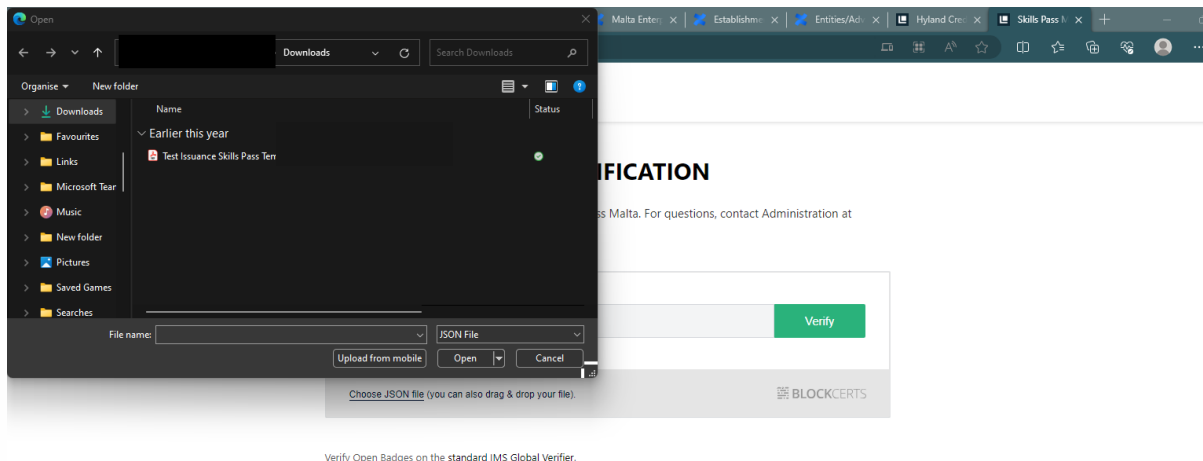 Open
Malta Enter
Establishme
Entities/Adv
Hyland Cred
Skills Pass M
Downloads
Search Downloads
Organise
New folder
Downloads
Favourites
Links
Microsoft Tear
Music
New folder
Pictures
Saved Games
Searches
Name
Status
Earlier this year
Test Issuance Skills Pass Tem
File name:
JSON File
Upload from mobile
Open
Cancel
IFICATION
ss Malta. For questions, contact Administration at
Verify
Choose JSON file (you can also drag & drop your file).
BLOCKCERTS
Verify Open Badges on the standard IMS Global Verifier.